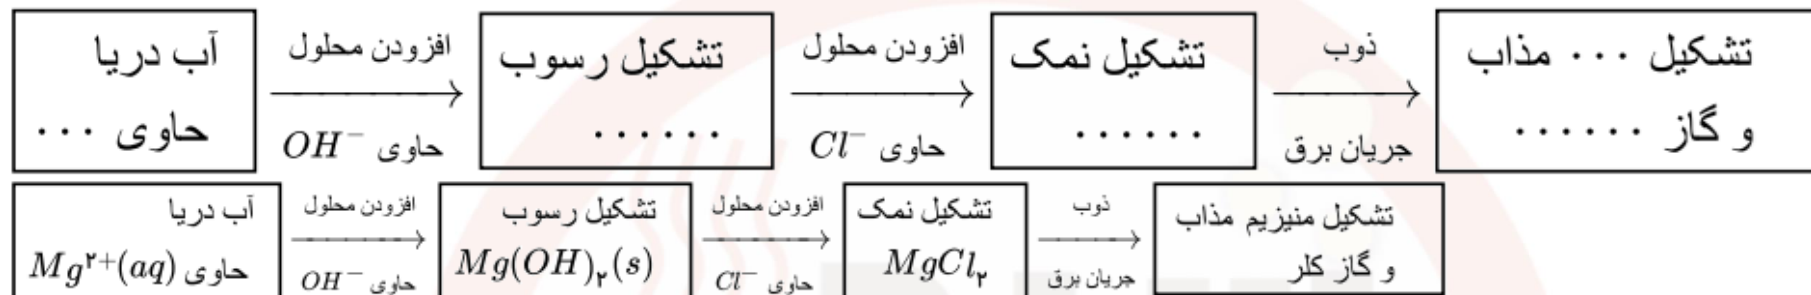 آب دریا
حاوی ...
افزودن محلول
حاوی OH⁻
تشکیل رسوب
......
افزودن محلول
حاوی Cl⁻
تشکیل نمک
......
ذوب
جریان برق
تشکیل ... مذاب
و گاز ......
آب دریا
حاوی Mg²⁺(aq)
افزودن محلول
حاوی OH⁻
تشکیل رسوب
Mg(OH)₂(s)
افزودن محلول
حاوی Cl⁻
تشکیل نمک
MgCl₂
ذوب
جریان برق
تشکیل منیزیم مذاب
و گاز کلر